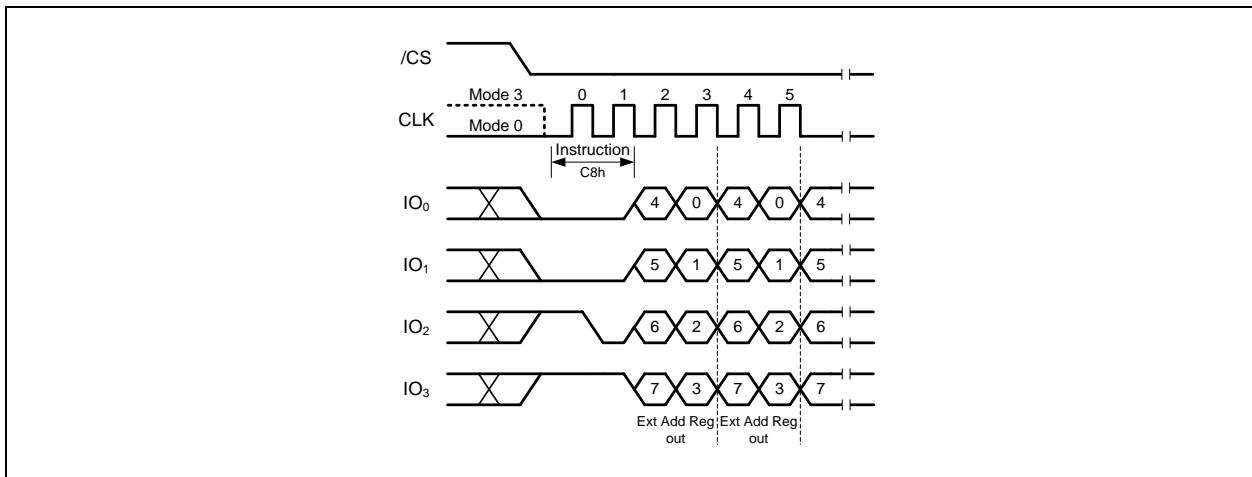 /CS
Mode 3 0 1 2 3 4 5
CLK
Mode 0
Instruction
C8h
IO₀ 4 0 4 0 4
IO₁ 5 1 5 1 5
IO₂ 6 2 6 2 6
IO₃ 7 3 7 3 7
Ext Add Reg Ext Add Reg
out out